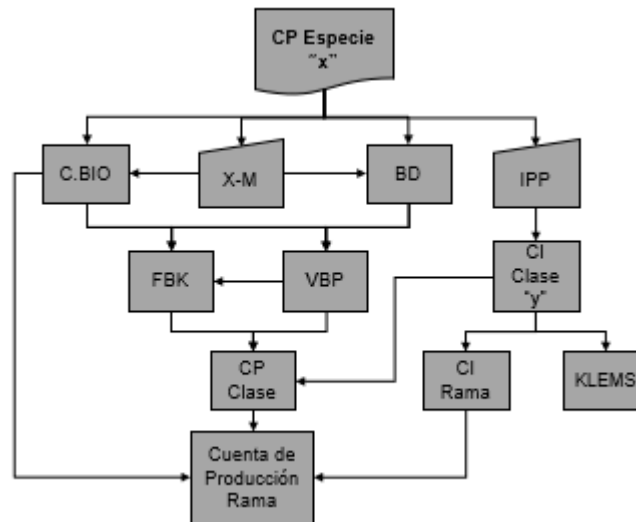 CP Especie
"x"
C.BIO
X-M
BD
IPP
FBK
VBP
CI
Clase
"y"
CP
Clase
CI
Rama
KLEMS
Cuenta de
Producción
Rama